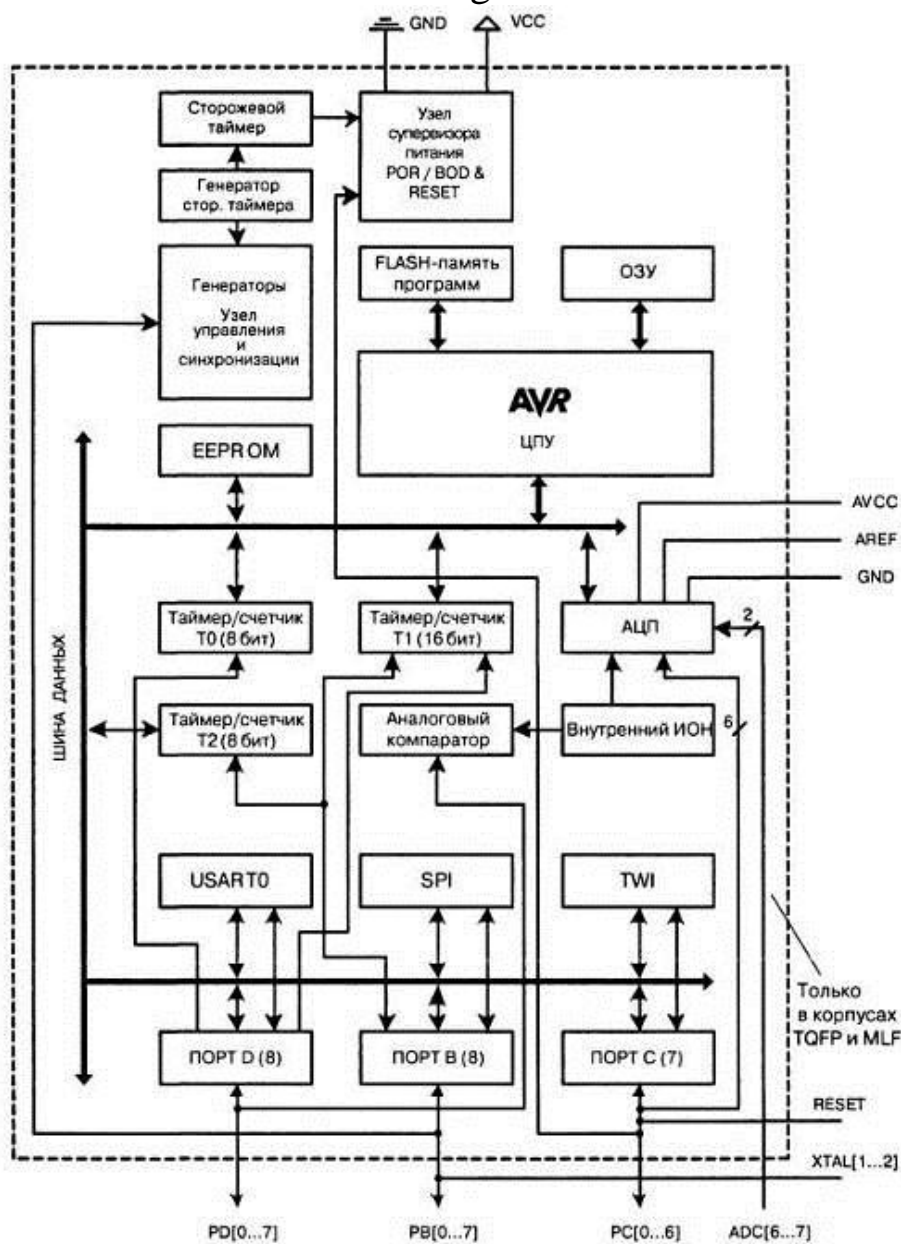 GND
VCC
Сторожевой
таймер
Узел
супервизора
питания
POR / BOD &
RESET
Генератор
стор. таймера
Генераторы
Узел
управления
и
синхронизации
FLASH-память
программ
ОЗУ
AVR
ЦПУ
EEPROM
AVCC
AREF
GND
Таймер/счетчик
T0 (8 бит)
Таймер/счетчик
T1 (16 бит)
АЦП
2
ШИНА ДАННЫХ
Таймер/счетчик
T2 (8 бит)
Аналоговый
компаратор
Внутренний ИОН
6
USART0
SPI
TWI
Только
в корпусах
TQFP и MLF
ПОРТ D (8)
ПОРТ B (8)
ПОРТ C (7)
RESET
XTAL[1...2]
PD[0...7]
PB[0...7]
PC[0...6]
ADC[6...7]